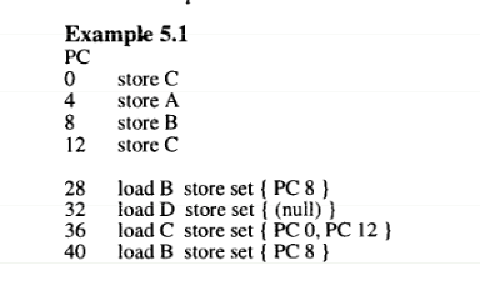 Example 5.1
PC
0 store C
4 store A
8 store B
12 store C
28 load B store set { PC 8 }
32 load D store set { (null) }
36 load C store set { PC 0, PC 12 }
40 load B store set { PC 8 }